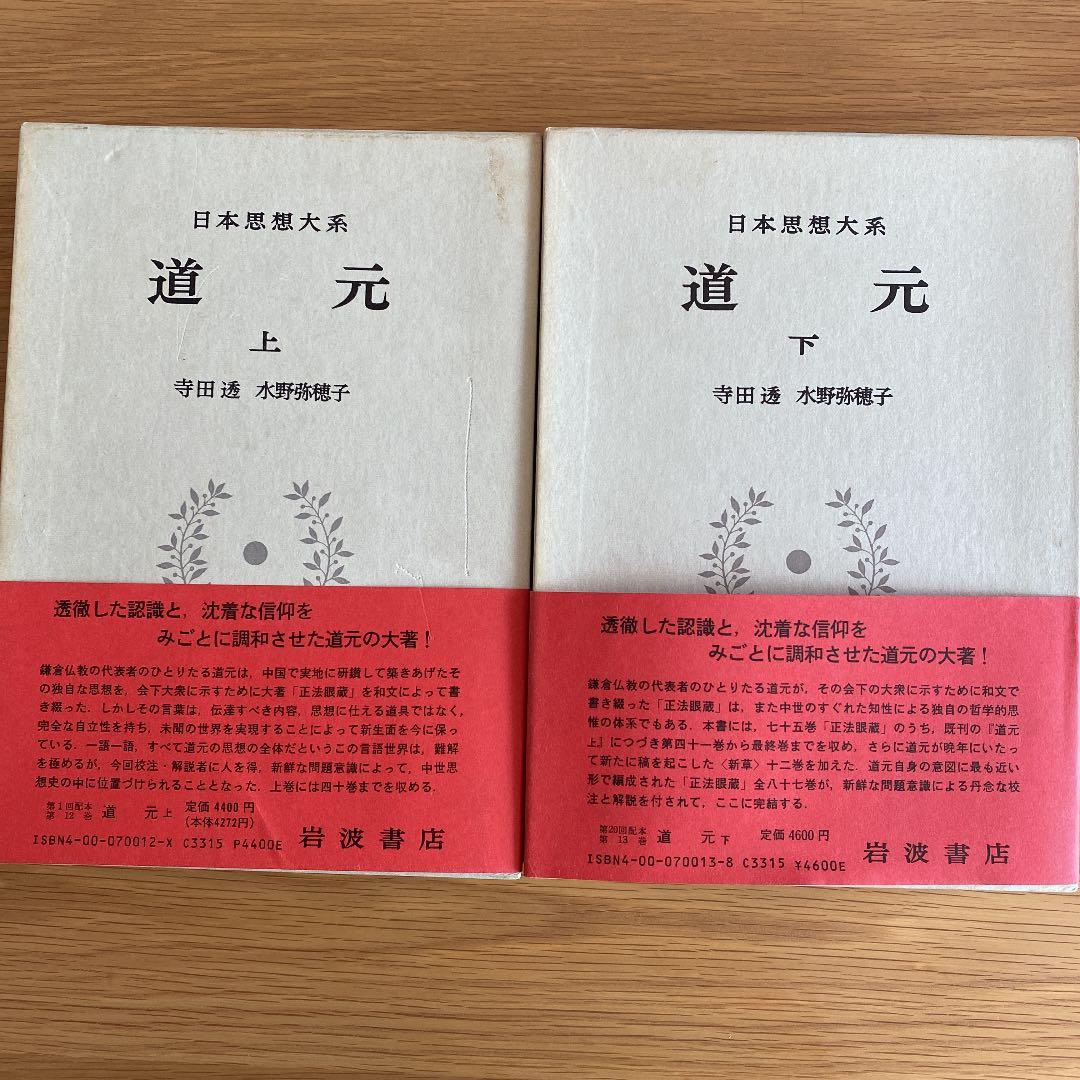 日本思想大系
道 元
上
寺田透 水野弥穂子
透徹した認識と，沈着な信仰を
みごとに調和させた道元の大著！
鎌倉仏教の代表者のひとりたる道元は，中国で実地に研鑽して築きあげたそ
の独自な思想を，会下大衆に示すために大著「正法眼蔵」を和文によって書
き綴った．しかしその言葉は，伝達すべき内容，思想に仕える道具ではなく，
完全な自立性を持ち，未聞の世界を実現することによって新生面を今に保っ
ている．一語一語，すべて道元の思想の全体だというこの言語世界は，難解
を極めるが，今回校注・解説者に人を得，新鮮な問題意識によって，中世思
想史の中に位置づけられることとなった．上巻には四十巻までを収める．
第1回配本
第12巻
道 元 上
定価 4400円
（本体4272円）
ISBN4-00-070012-X C3315 P4400E
岩波書店
日本思想大系
道 元
下
寺田透 水野弥穂子
透徹した認識と，沈着な信仰を
みごとに調和させた道元の大著！
鎌倉仏教の代表者のひとりたる道元が，その会下の大衆に示すために和文で
書き綴った「正法眼蔵」は，また中世のすぐれた知性による独自の哲学的思
惟の体系でもある．本書には，七十五巻「正法眼蔵」のうち，既刊の『道元
上』につづき第四十一巻から最終巻までを収め，さらに道元が晩年にいたっ
て新たに稿を起こした〈新草〉十二巻を加えた．道元自身の意図に最も近い
形で編成された「正法眼蔵」全八十七巻が，新鮮な問題意識による丹念な校
注と解説を付されて，ここに完結する．
第20回配本
第13巻
道 元 下
定価 4600円
ISBN4-00-070013-8 C3315 ¥4600E
岩波書店